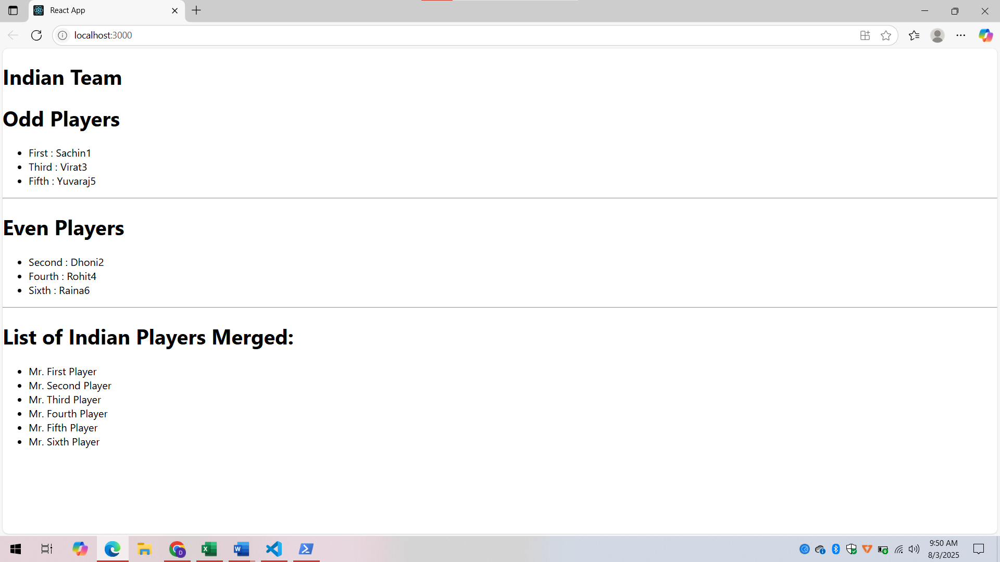 React App
localhost:3000
Indian Team
Odd Players
First : Sachin1
Third : Virat3
Fifth : Yuvaraj5
Even Players
Second : Dhoni2
Fourth : Rohit4
Sixth : Raina6
List of Indian Players Merged:
Mr. First Player
Mr. Second Player
Mr. Third Player
Mr. Fourth Player
Mr. Fifth Player
Mr. Sixth Player
9:50 AM
8/3/2025